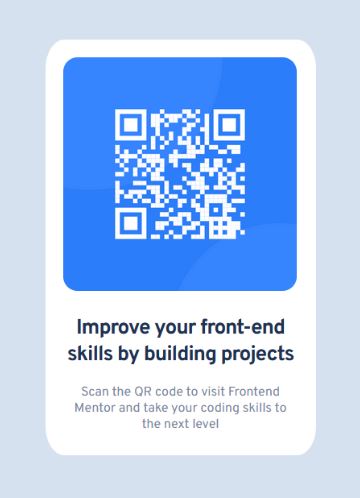 Improve your front-end
skills by building projects
Scan the QR code to visit Frontend
Mentor and take your coding skills to
the next level